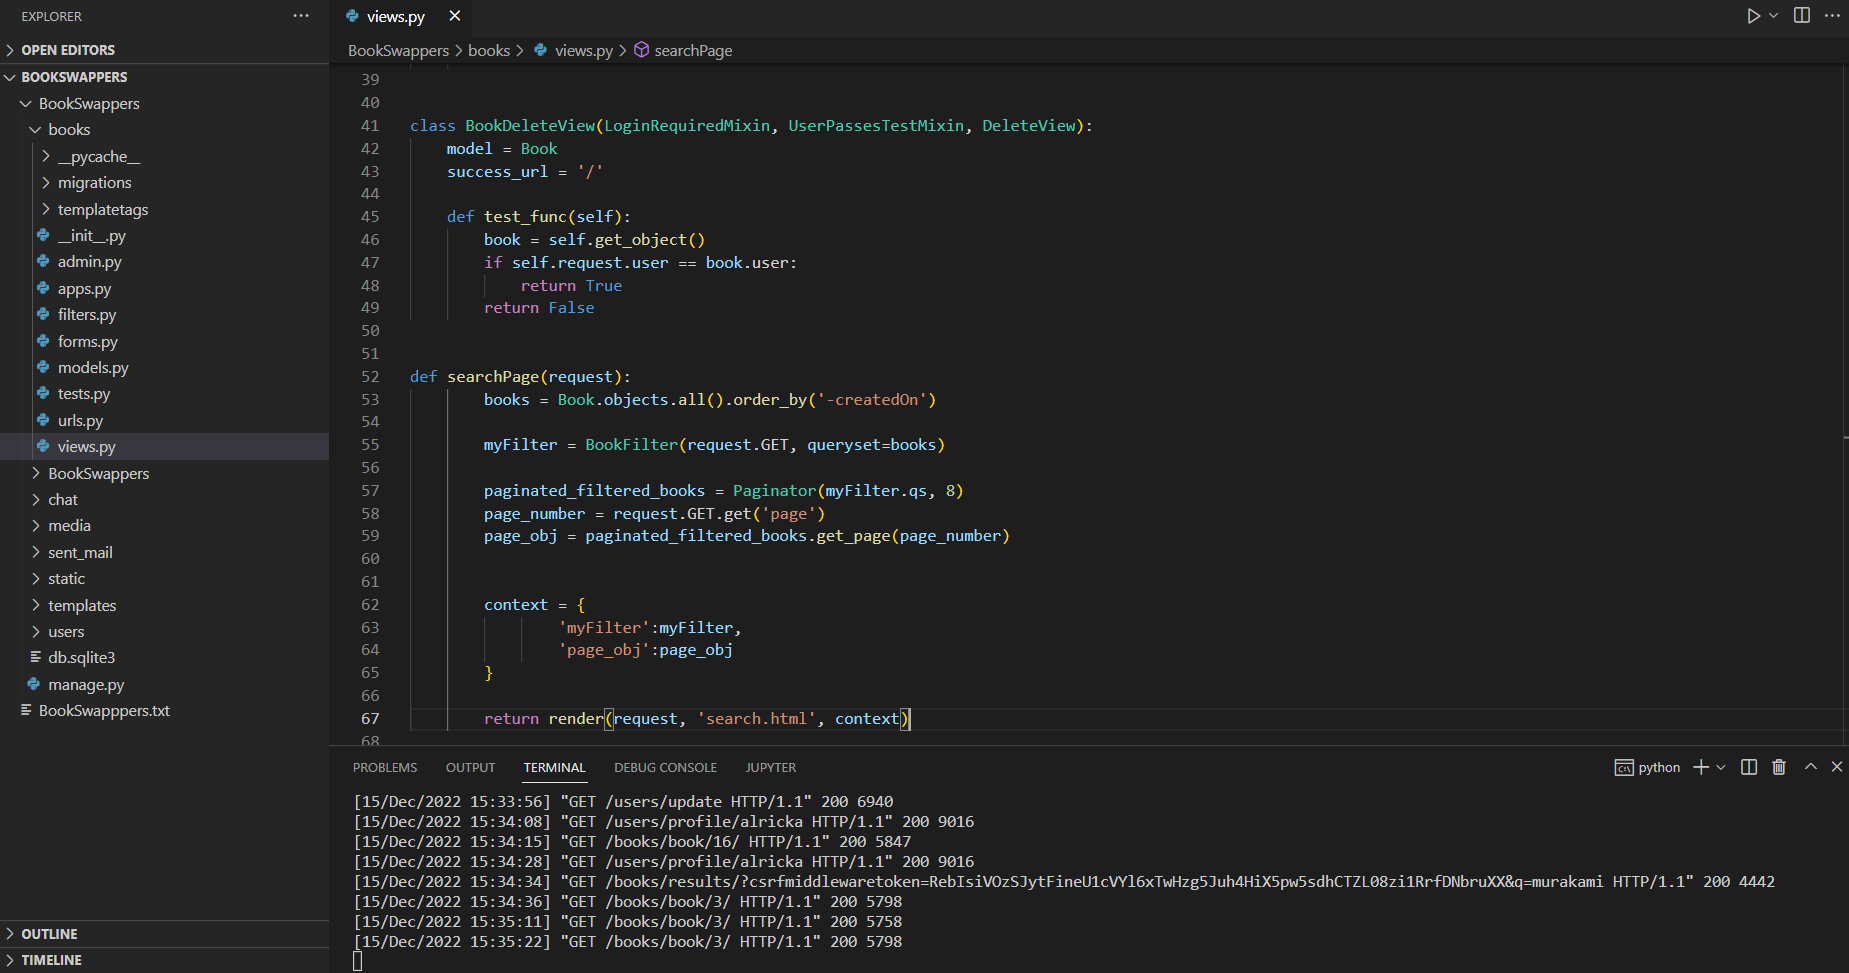 EXPLORER
OPEN EDITORS
BOOKSWAPPERS
BookSwappers
books
__pycache__
migrations
templatetags
__init__.py
admin.py
apps.py
filters.py
forms.py
models.py
tests.py
urls.py
views.py
BookSwappers
chat
media
sent_mail
static
templates
users
db.sqlite3
manage.py
BookSwapppers.txt
OUTLINE
TIMELINE
views.py
BookSwappers > books > views.py > searchPage
39
40
41 class BookDeleteView(LoginRequiredMixin, UserPassesTestMixin, DeleteView):
42 model = Book
43 success_url = '/'
44
45 def test_func(self):
46 book = self.get_object()
47 if self.request.user == book.user:
48 return True
49 return False
50
51
52 def searchPage(request):
53 books = Book.objects.all().order_by('-createdOn')
54
55 myFilter = BookFilter(request.GET, queryset=books)
56
57 paginated_filtered_books = Paginator(myFilter.qs, 8)
58 page_number = request.GET.get('page')
59 page_obj = paginated_filtered_books.get_page(page_number)
60
61
62 context = {
63 'myFilter':myFilter,
64 'page_obj':page_obj
65 }
66
67 return render(request, 'search.html', context)
68
PROBLEMS OUTPUT TERMINAL DEBUG CONSOLE JUPYTER
python
[15/Dec/2022 15:33:56] "GET /users/update HTTP/1.1" 200 6940
[15/Dec/2022 15:34:08] "GET /users/profile/alricka HTTP/1.1" 200 9016
[15/Dec/2022 15:34:15] "GET /books/book/16/ HTTP/1.1" 200 5847
[15/Dec/2022 15:34:28] "GET /users/profile/alricka HTTP/1.1" 200 9016
[15/Dec/2022 15:34:34] "GET /books/results/?csrfmiddlewaretoken=RebIsiVOzSJytFineU1cVYl6xTwHzg5Juh4HiX5pw5sdhCTZL08zi1RrfDNbruXX&q=murakami HTTP/1.1" 200 4442
[15/Dec/2022 15:34:36] "GET /books/book/3/ HTTP/1.1" 200 5798
[15/Dec/2022 15:35:11] "GET /books/book/3/ HTTP/1.1" 200 5758
[15/Dec/2022 15:35:22] "GET /books/book/3/ HTTP/1.1" 200 5798